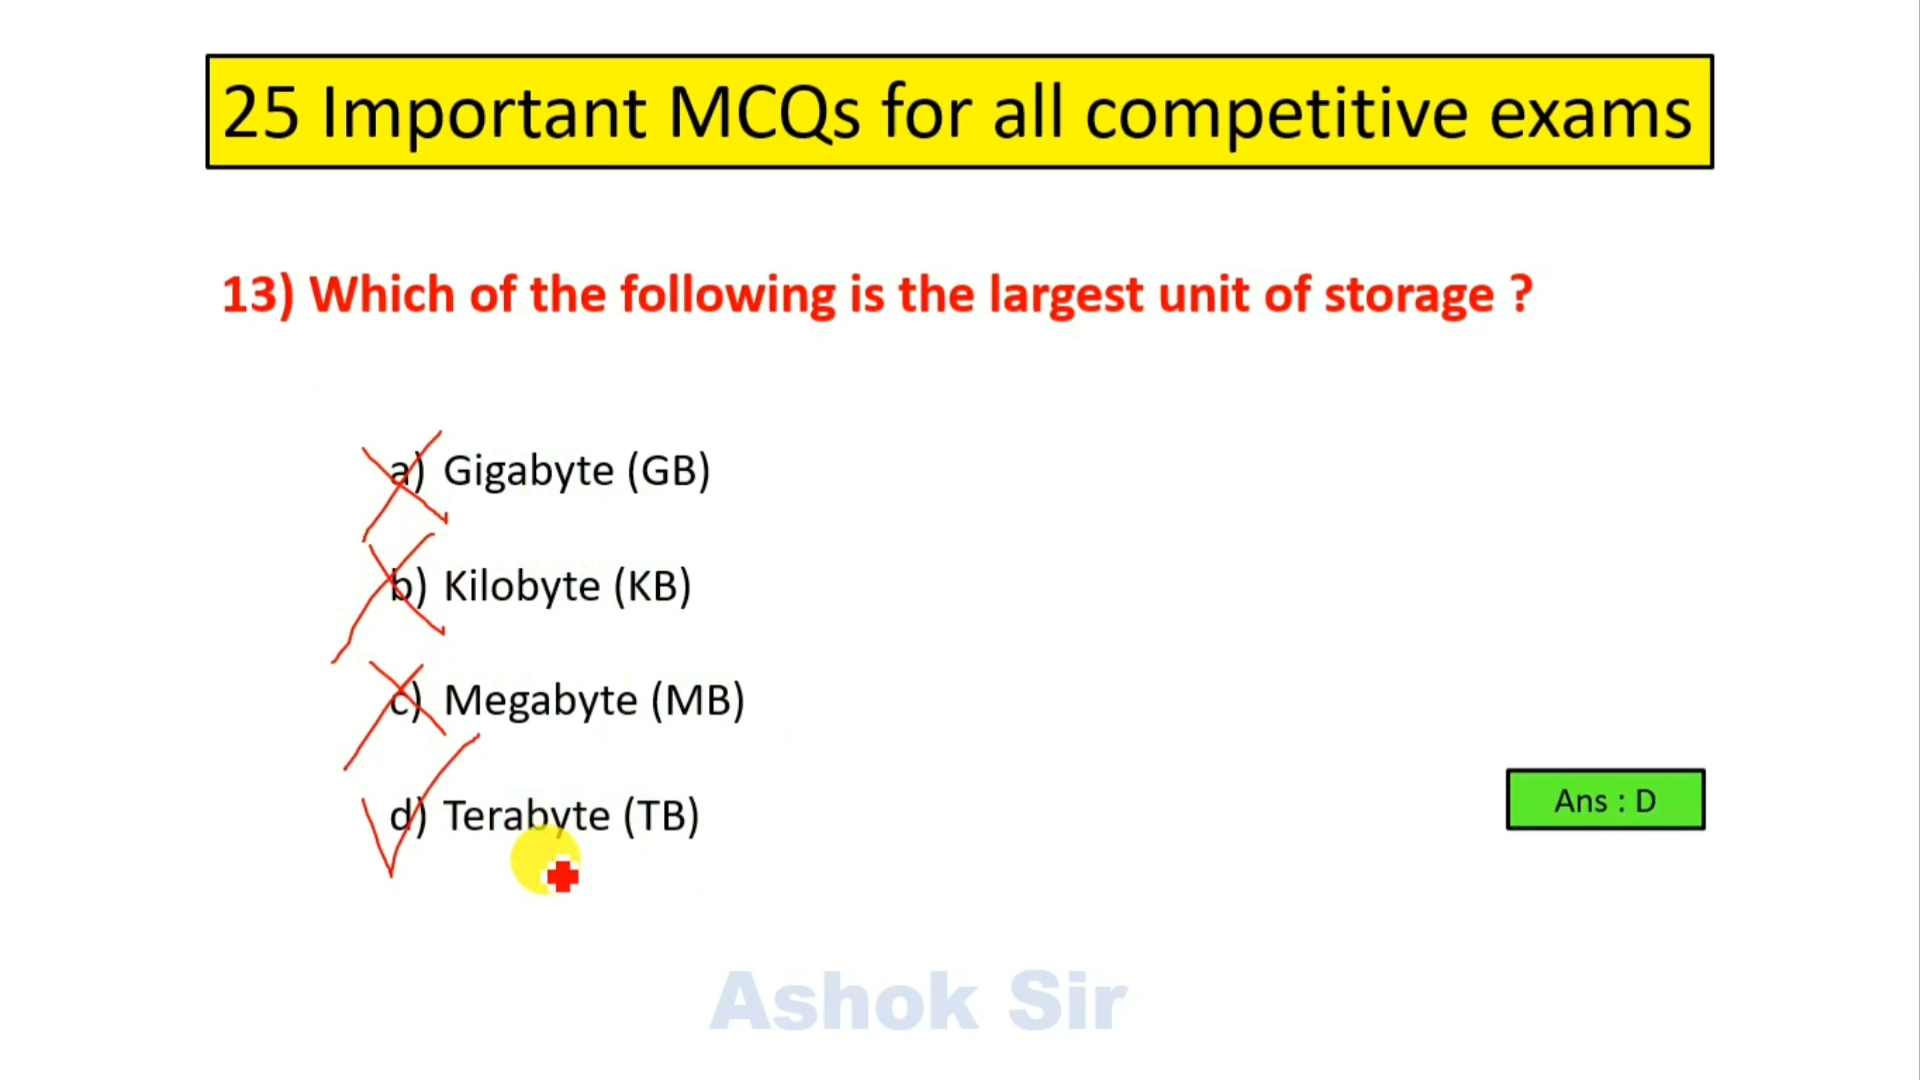 25 Important MCQs for all competitive exams
13) Which of the following is the largest unit of storage ?
a) Gigabyte (GB)
b) Kilobyte (KB)
c) Megabyte (MB)
d) Terabyte (TB)
Ans : D
Ashok Sir